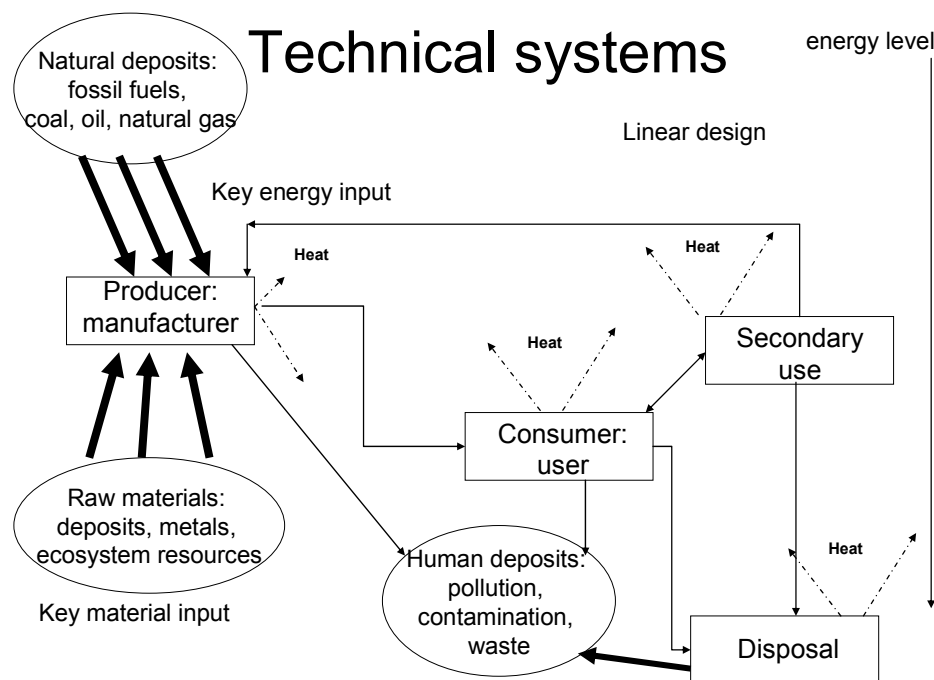 Technical systems
energy level
Natural deposits:
fossil fuels,
coal, oil, natural gas
Linear design
Key energy input
Heat
Heat
Producer:
manufacturer
Secondary
use
Heat
Consumer:
user
Raw materials:
deposits, metals,
ecosystem resources
Key material input
Human deposits:
pollution,
contamination,
waste
Heat
Disposal